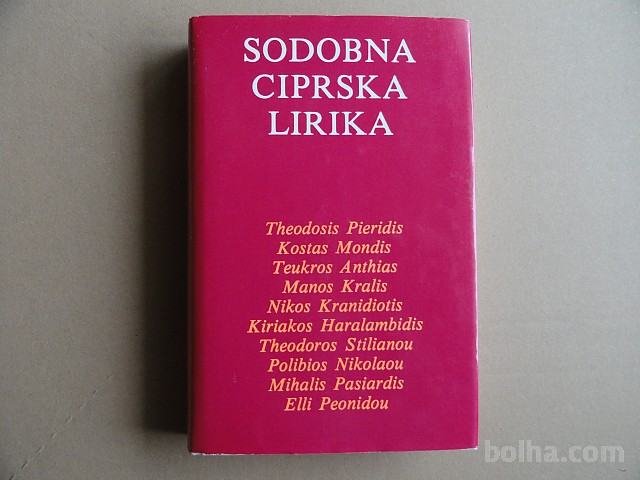 SODOBNA
CIPRSKA
LIRIKA
Theodosis Pieridis
Kostas Mondis
Teukros Anthias
Manos Kralis
Nikos Kranidiotis
Kiriakos Haralambidis
Theodoros Stilianou
Polibios Nikolaou
Mihalis Pasiardis
Elli Peonidou
bolha.com